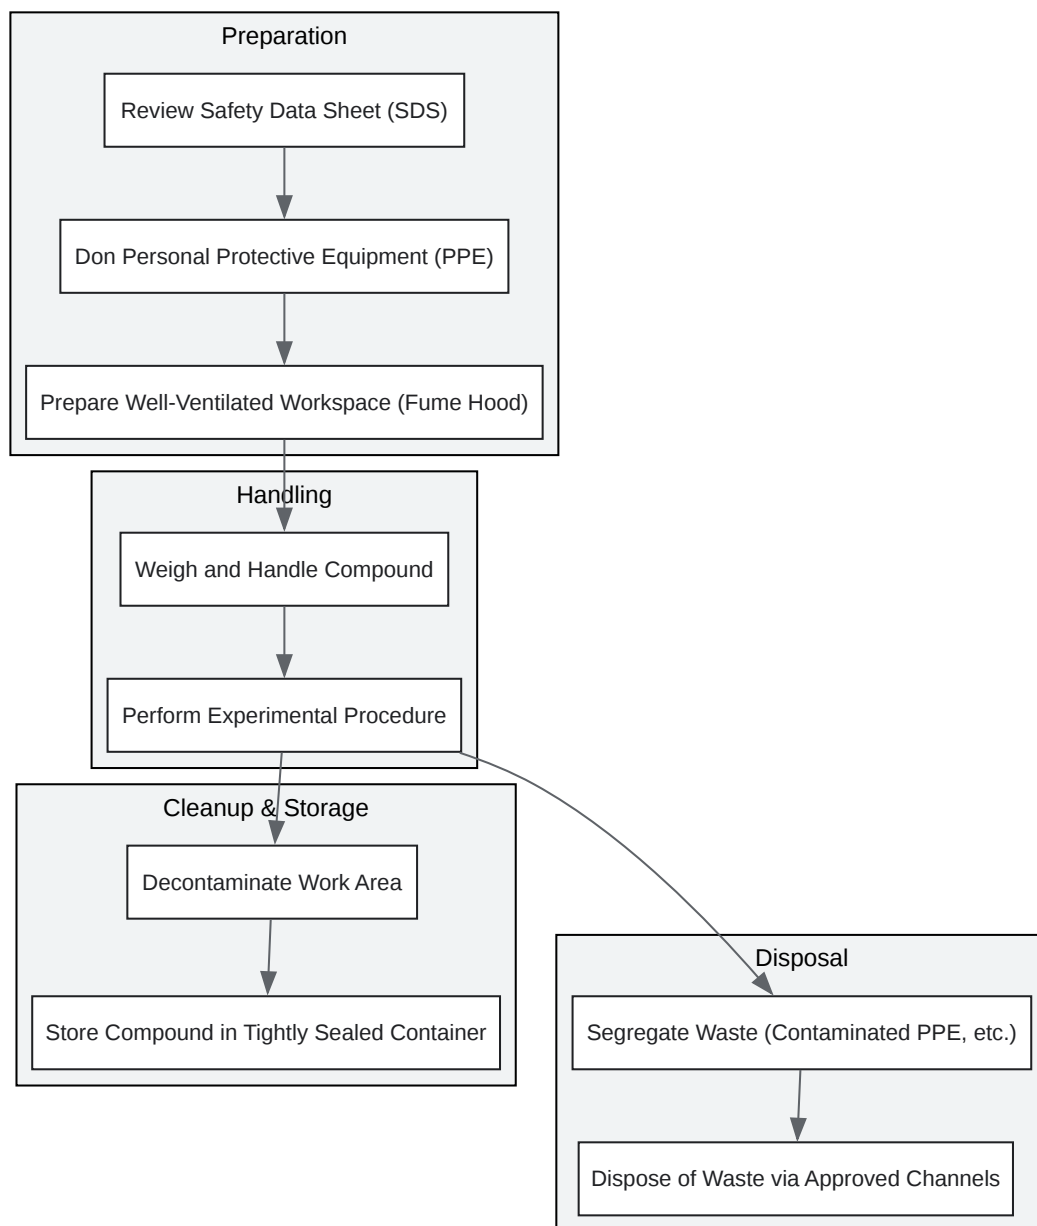 Preparation
Review Safety Data Sheet (SDS)
Don Personal Protective Equipment (PPE)
Prepare Well-Ventilated Workspace (Fume Hood)
Handling
Weigh and Handle Compound
Perform Experimental Procedure
Cleanup & Storage
Decontaminate Work Area
Store Compound in Tightly Sealed Container
Disposal
Segregate Waste (Contaminated PPE, etc.)
Dispose of Waste via Approved Channels